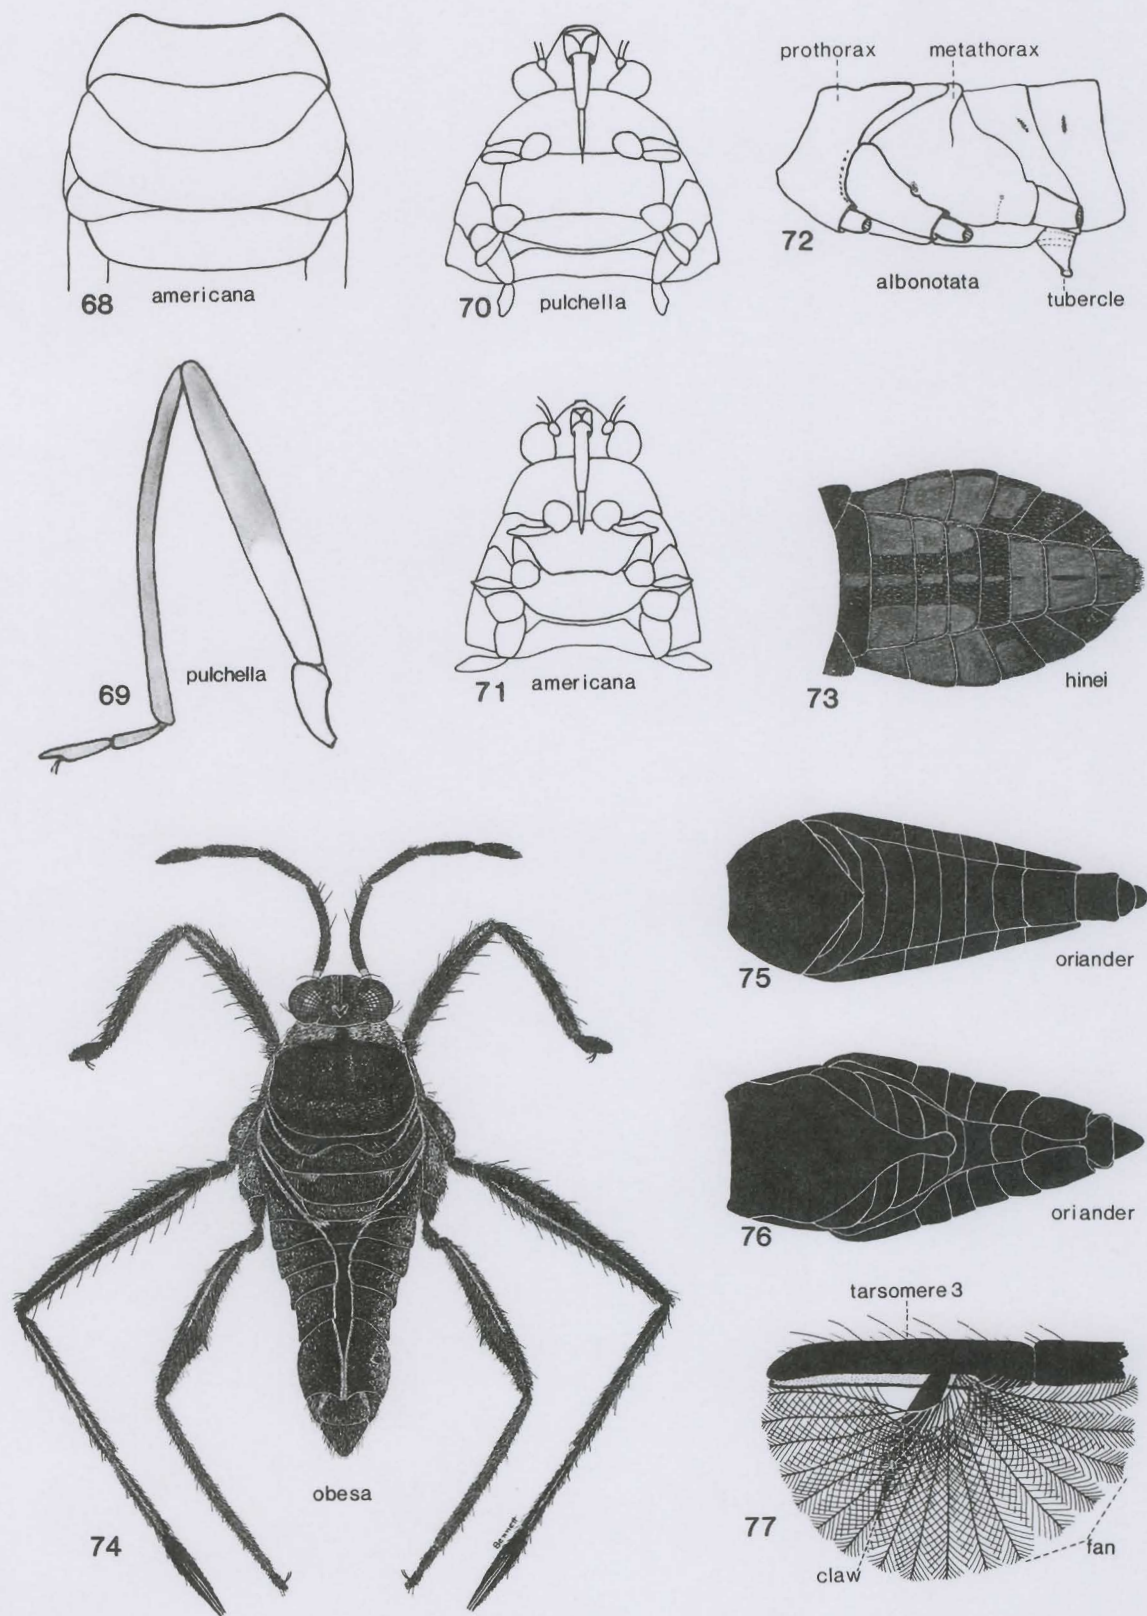 prothorax metathorax
68 americana
70 pulchella
72
albonotata
tubercle
69
pulchella
71 americana
73
hinei
75
oriander
76
oriander
tarsomere 3
77
claw
fan
obesa
74
Bennet